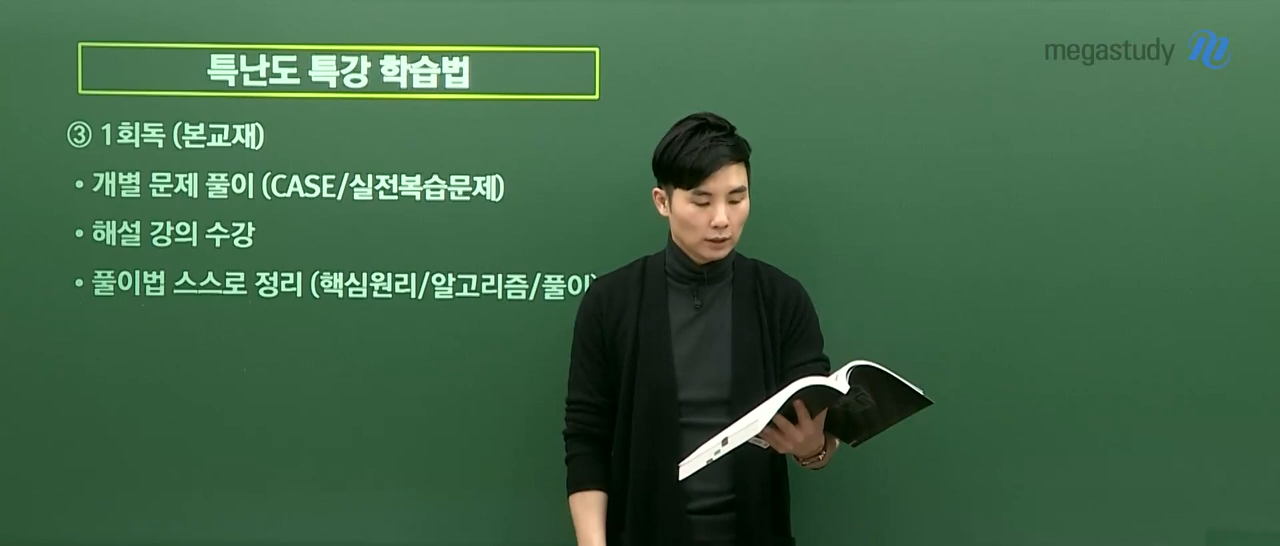 megastudy
특난도 특강 학습법
③ 1회독 (본교재)
• 개별 문제 풀이 (CASE/실전복습문제)
• 해설 강의 수강
• 풀이법 스스로 정리 (핵심원리/알고리즘/풀이)